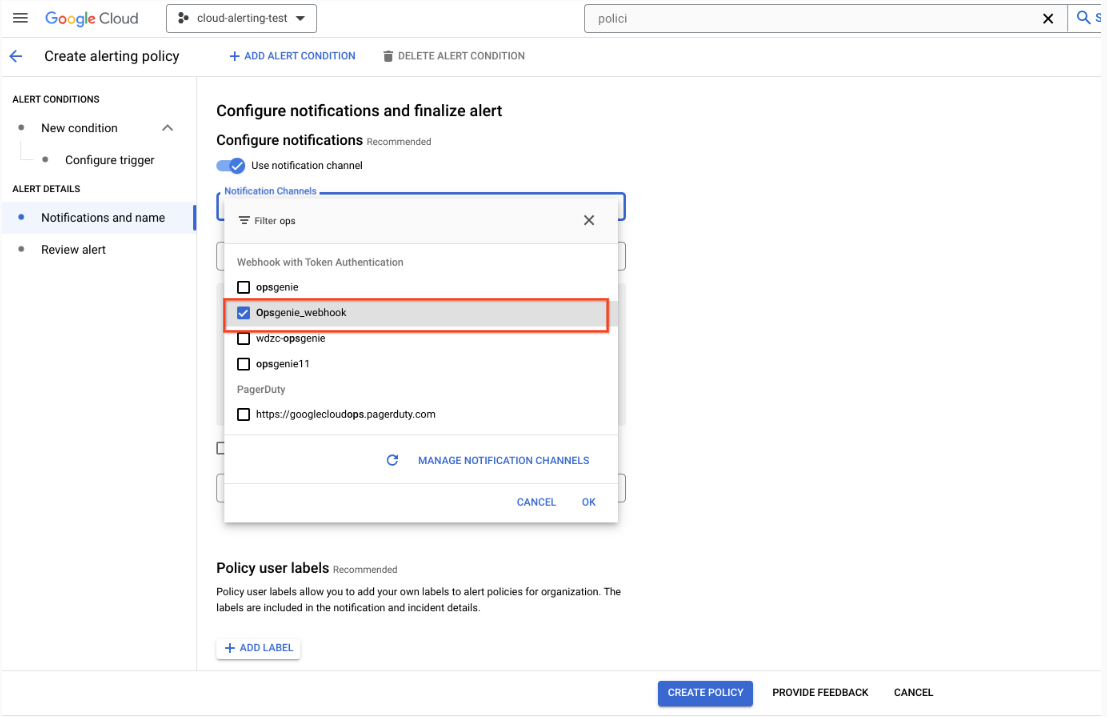 Google Cloud
cloud-alerting-test
polici
S
Create alerting policy
ADD ALERT CONDITION
DELETE ALERT CONDITION
ALERT CONDITIONS
New condition
Configure trigger
ALERT DETAILS
Notifications and name
Review alert
Configure notifications and finalize alert
Configure notifications Recommended
Use notification channel
Notification Channels
Filter ops
Webhook with Token Authentication
opsgenie
Opsgenie_webhook
wdzc-opsgenie
opsgenie11
PagerDuty
https://googlecloudops.pagerduty.com
MANAGE NOTIFICATION CHANNELS
CANCEL OK
Policy user labels Recommended
Policy user labels allow you to add your own labels to alert policies for organization. The
labels are included in the notification and incident details.
ADD LABEL
CREATE POLICY PROVIDE FEEDBACK CANCEL